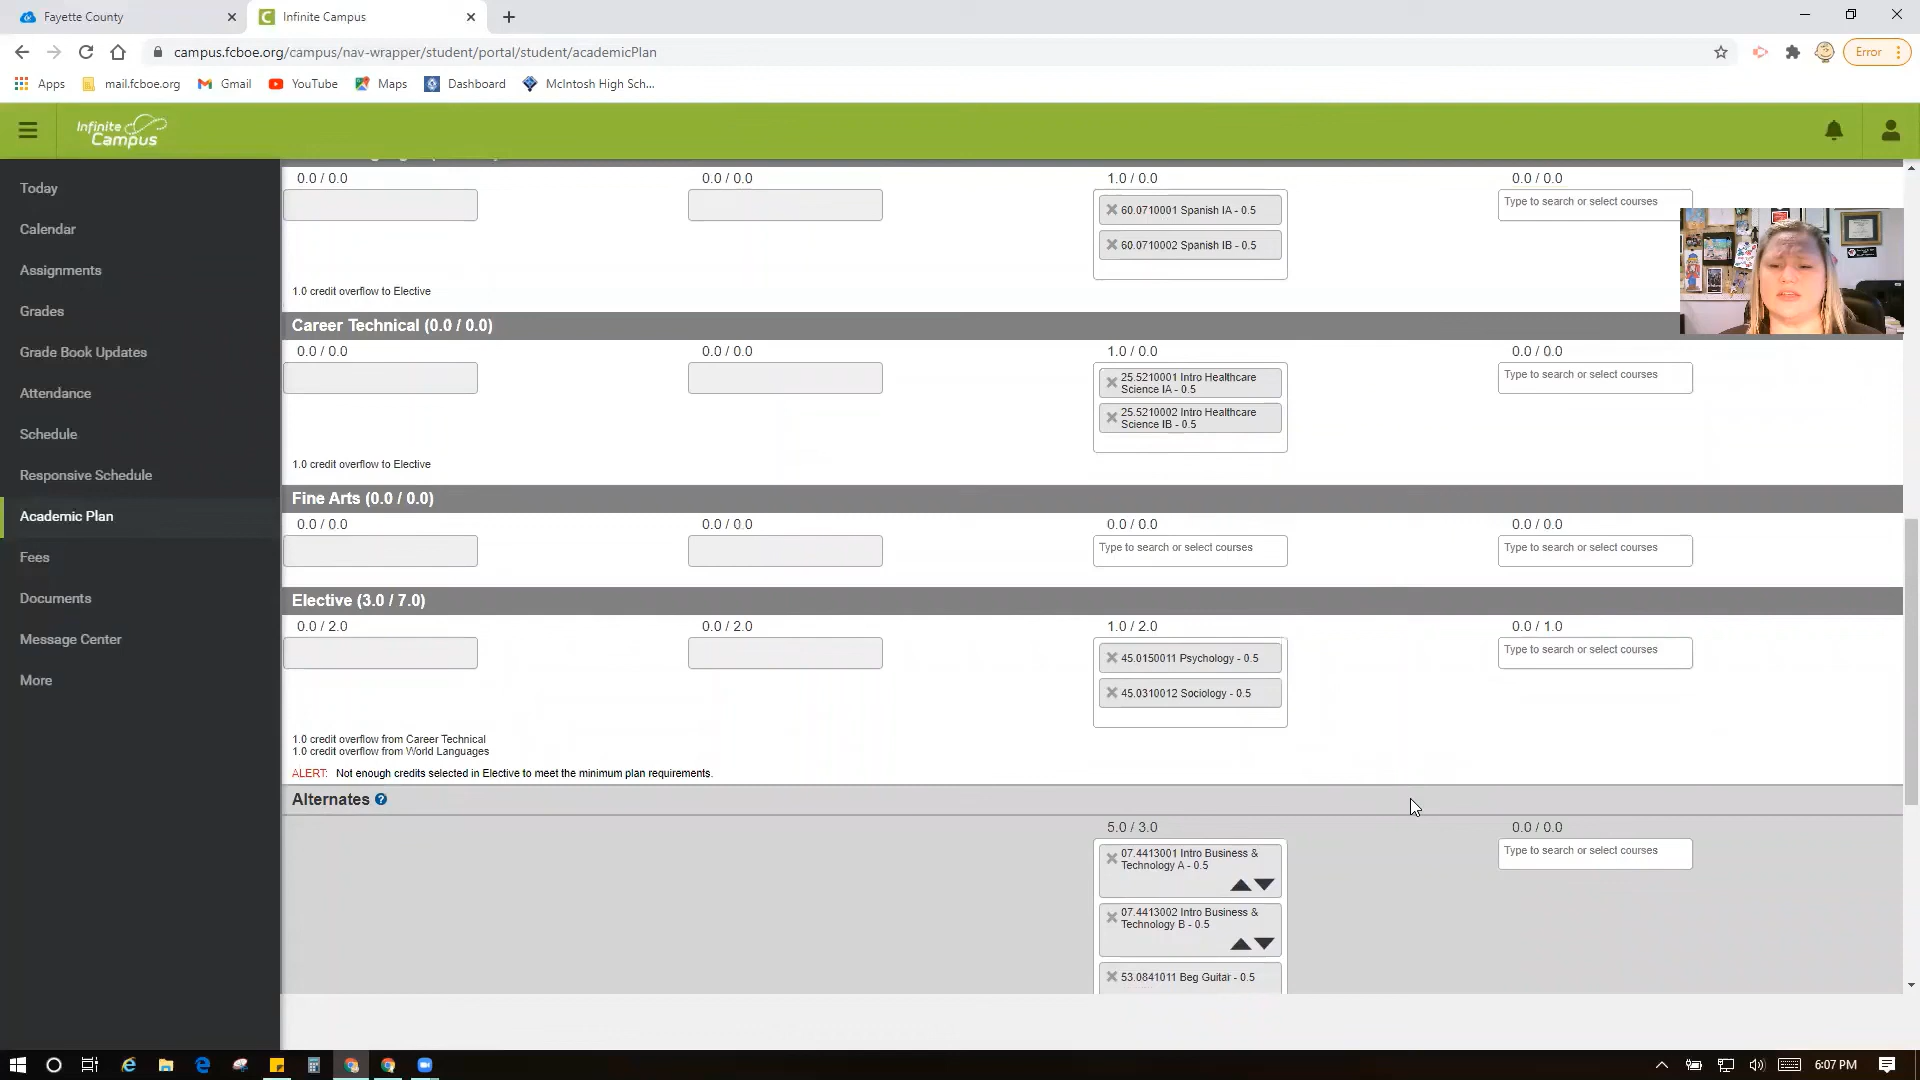 Fayette County
Infinite Campus
campus.fcboe.org/campus/nav-wrapper/student/portal/student/academicPlan
Error
Apps
mail.fcboe.org
Gmail
YouTube
Maps
Dashboard
McIntosh High Sch...
Infinite
Campus
Today
Calendar
Assignments
Grades
Grade Book Updates
Attendance
Schedule
Responsive Schedule
Academic Plan
Fees
Documents
Message Center
More
0.0 / 0.0
0.0 / 0.0
1.0 / 0.0
0.0 / 0.0
60.0710001 Spanish IA - 0.5
60.0710002 Spanish IB - 0.5
Type to search or select courses
1.0 credit overflow to Elective
Career Technical (0.0 / 0.0)
0.0 / 0.0
0.0 / 0.0
1.0 / 0.0
0.0 / 0.0
25.5210001 Intro Healthcare
Science IA - 0.5
25.5210002 Intro Healthcare
Science IB - 0.5
Type to search or select courses
1.0 credit overflow to Elective
Fine Arts (0.0 / 0.0)
0.0 / 0.0
0.0 / 0.0
0.0 / 0.0
0.0 / 0.0
Type to search or select courses
Type to search or select courses
Elective (3.0 / 7.0)
0.0 / 2.0
0.0 / 2.0
1.0 / 2.0
0.0 / 1.0
45.0150011 Psychology - 0.5
45.0310012 Sociology - 0.5
Type to search or select courses
1.0 credit overflow from Career Technical
1.0 credit overflow from World Languages
ALERT: Not enough credits selected in Elective to meet the minimum plan requirements.
Alternates ?
5.0 / 3.0
0.0 / 0.0
07.4413001 Intro Business &
Technology A - 0.5
07.4413002 Intro Business &
Technology B - 0.5
53.0841011 Beg Guitar - 0.5
Type to search or select courses
6:07 PM